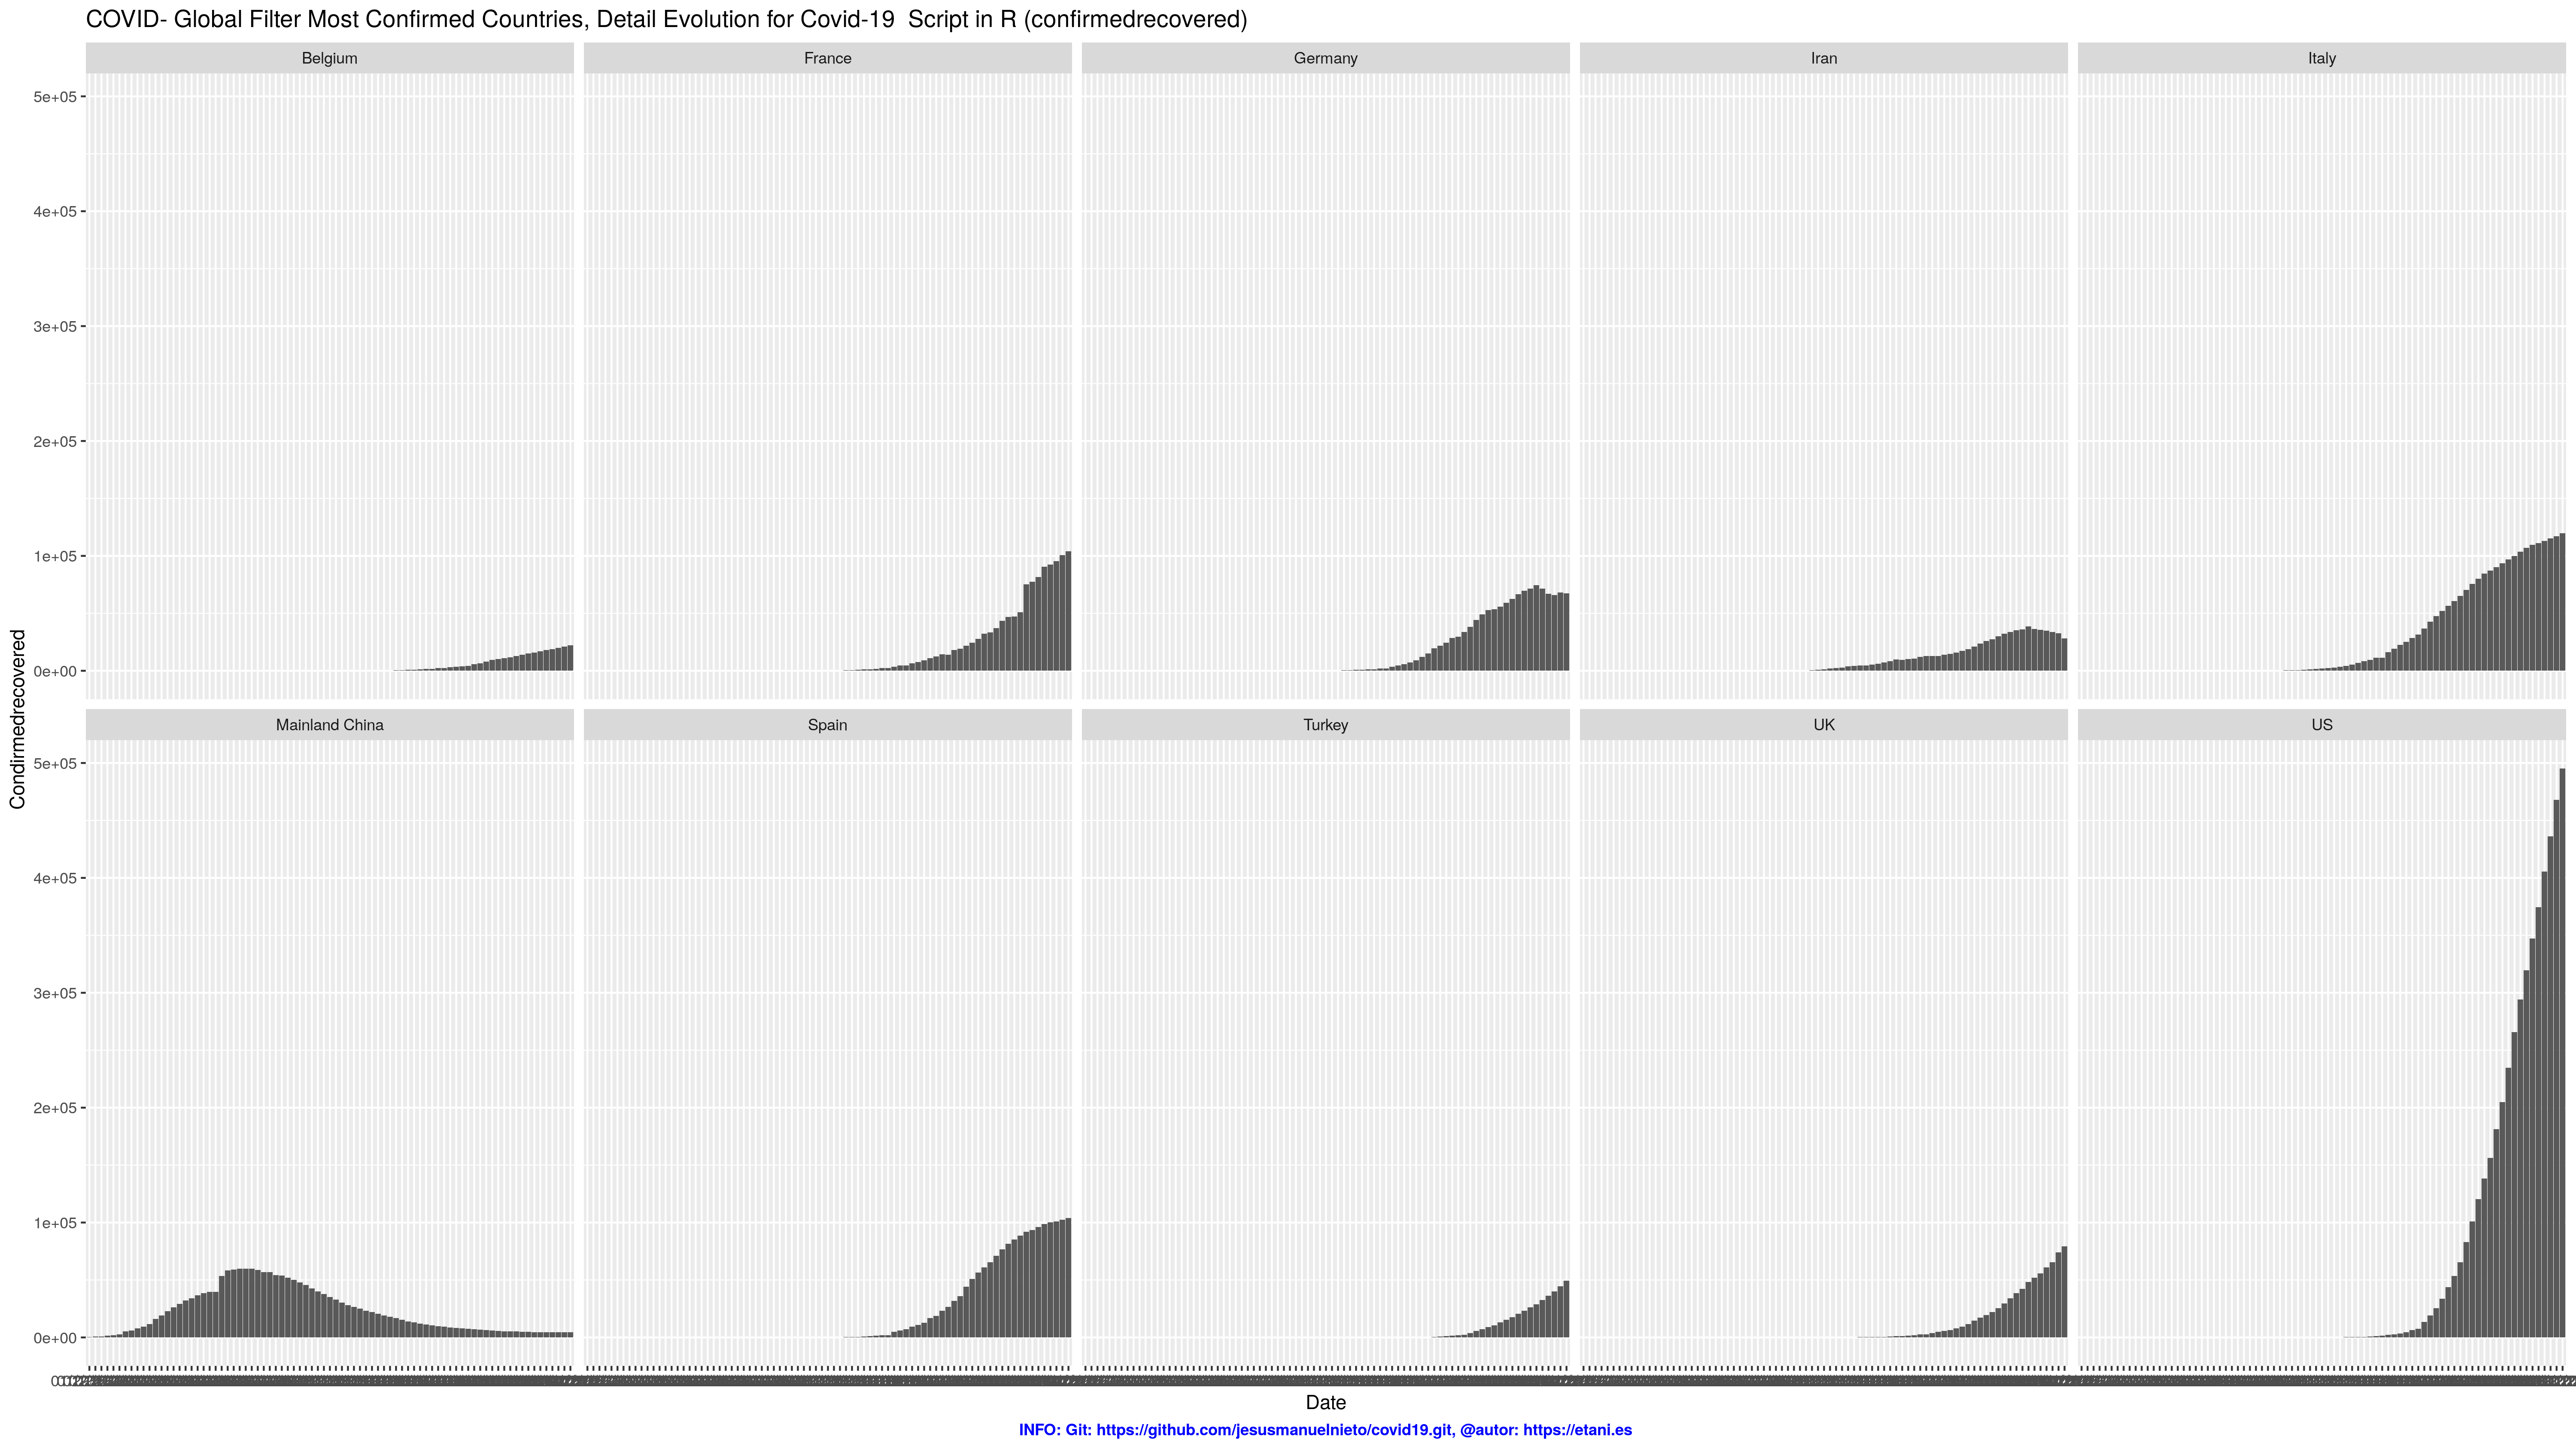 COVID- Global Filter Most Confirmed Countries, Detail Evolution for Covid-19  Script in R (confirmedrecovered)
Belgium France Germany Iran Italy
5e+05
4e+05
3e+05
2e+05
1e+05
0e+00
Condirmedrecovered
Mainland China Spain Turkey UK US
5e+05
4e+05
3e+05
2e+05
1e+05
0e+00
Date
INFO: Git: https://github.com/jesusmanuelnieto/covid19.git, @autor: https://etani.es